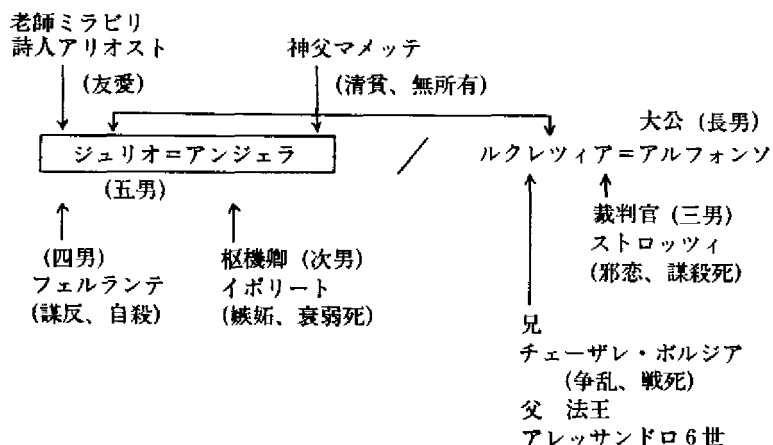 老師ミラビリ
詩人アリオスト
神父マメッテ
(友愛)
(清貧、無所有)
大公 (長男)
ジュリオ=アンジェラ
/
ルクレツィア=アルフォンソ
(五男)
(四男)
フェルランテ
(謀反、自殺)
枢機卿 (次男)
イポリート
(嫉妬、衰弱死)
裁判官 (三男)
ストロッツィ
(邪恋、謀殺死)
兄
チェーザレ・ボルジア
(争乱、戦死)
父 法王
アレッサンドロ6世